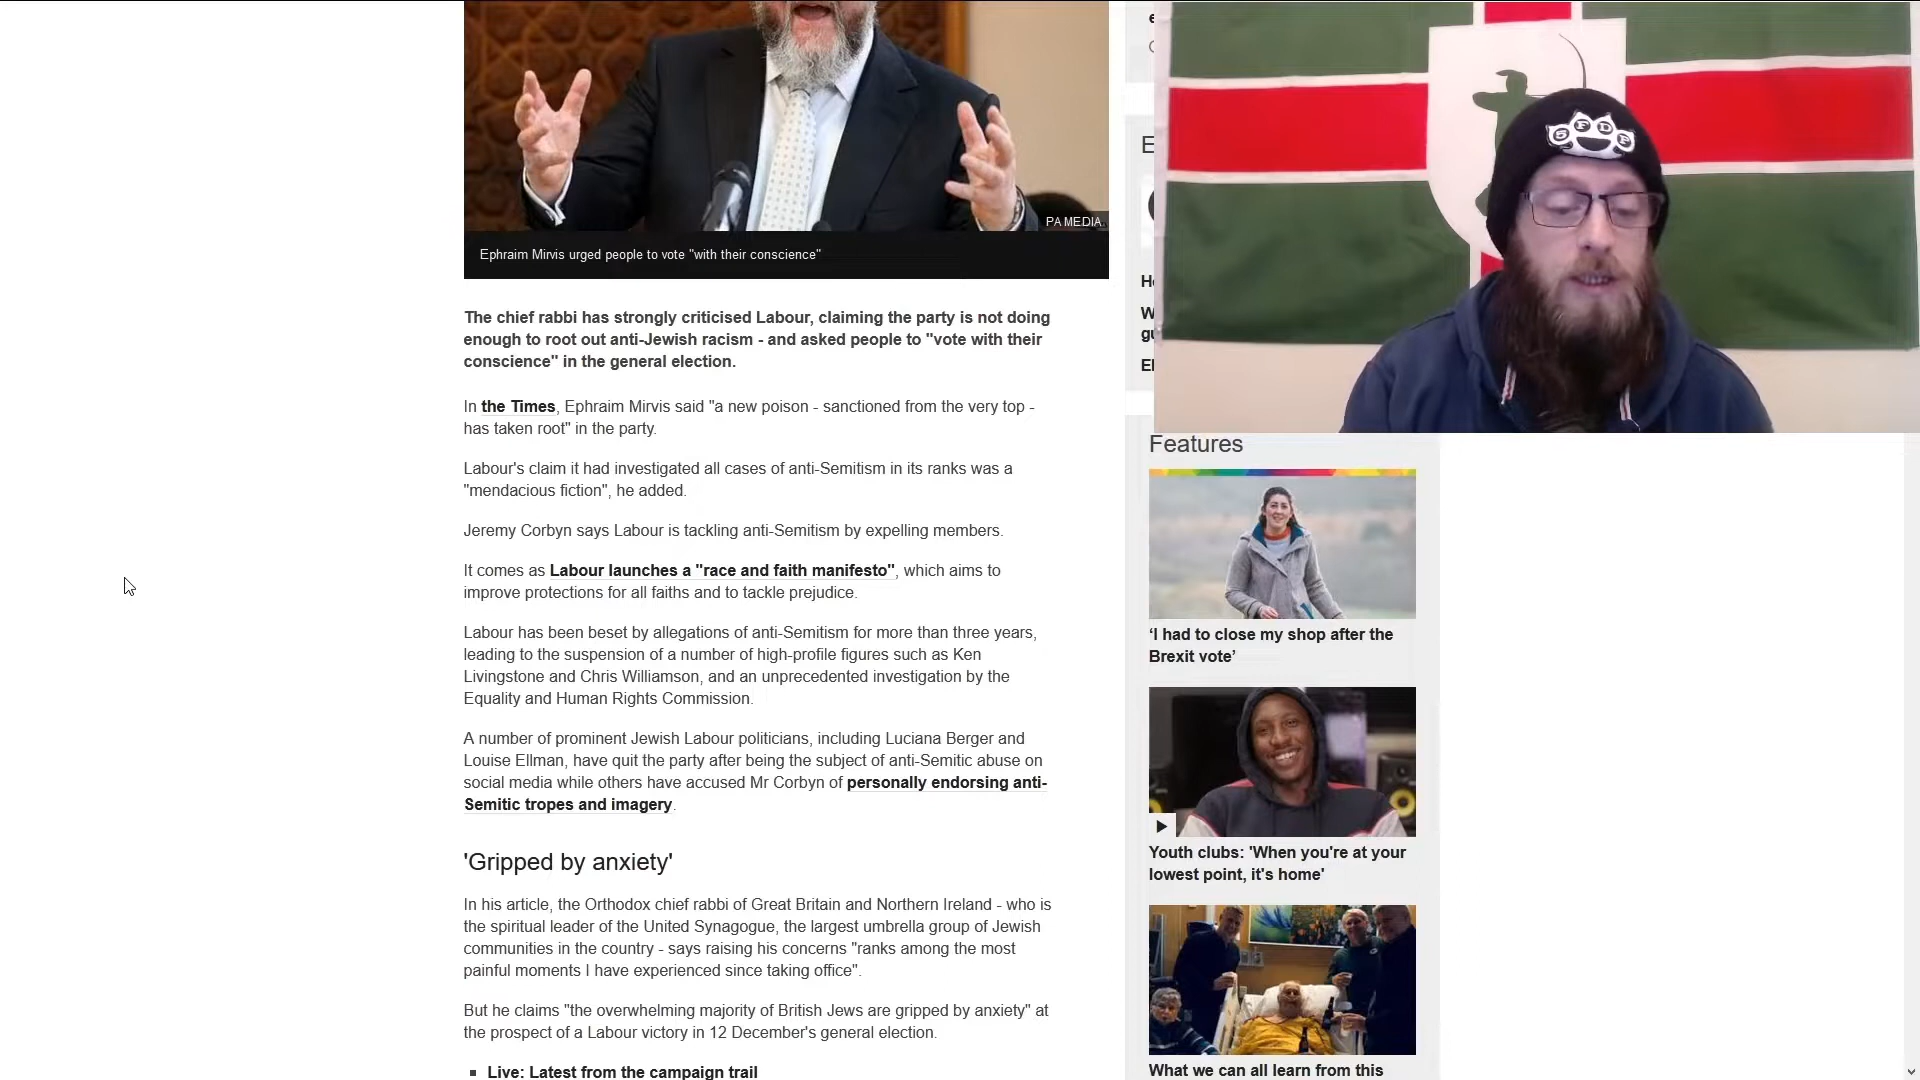 PA MEDIA
Ephraim Mirvis urged people to vote "with their conscience"
The chief rabbi has strongly criticised Labour, claiming the party is not doing
enough to root out anti-Jewish racism - and asked people to "vote with their
conscience" in the general election.
In the Times, Ephraim Mirvis said "a new poison - sanctioned from the very top -
has taken root" in the party.
Labour's claim it had investigated all cases of anti-Semitism in its ranks was a
"mendacious fiction", he added.
Jeremy Corbyn says Labour is tackling anti-Semitism by expelling members.
It comes as Labour launches a "race and faith manifesto", which aims to
improve protections for all faiths and to tackle prejudice.
Labour has been beset by allegations of anti-Semitism for more than three years,
leading to the suspension of a number of high-profile figures such as Ken
Livingstone and Chris Williamson, and an unprecedented investigation by the
Equality and Human Rights Commission.
A number of prominent Jewish Labour politicians, including Luciana Berger and
Louise Ellman, have quit the party after being the subject of anti-Semitic abuse on
social media while others have accused Mr Corbyn of personally endorsing anti-
Semitic tropes and imagery.
'Gripped by anxiety'
In his article, the Orthodox chief rabbi of Great Britain and Northern Ireland - who is
the spiritual leader of the United Synagogue, the largest umbrella group of Jewish
communities in the country - says raising his concerns "ranks among the most
painful moments I have experienced since taking office".
But he claims "the overwhelming majority of British Jews are gripped by anxiety" at
the prospect of a Labour victory in 12 December's general election.
Live: Latest from the campaign trail
5FDP
Features
‘I had to close my shop after the
Brexit vote’
Youth clubs: 'When you're at your
lowest point, it's home'
What we can all learn from this